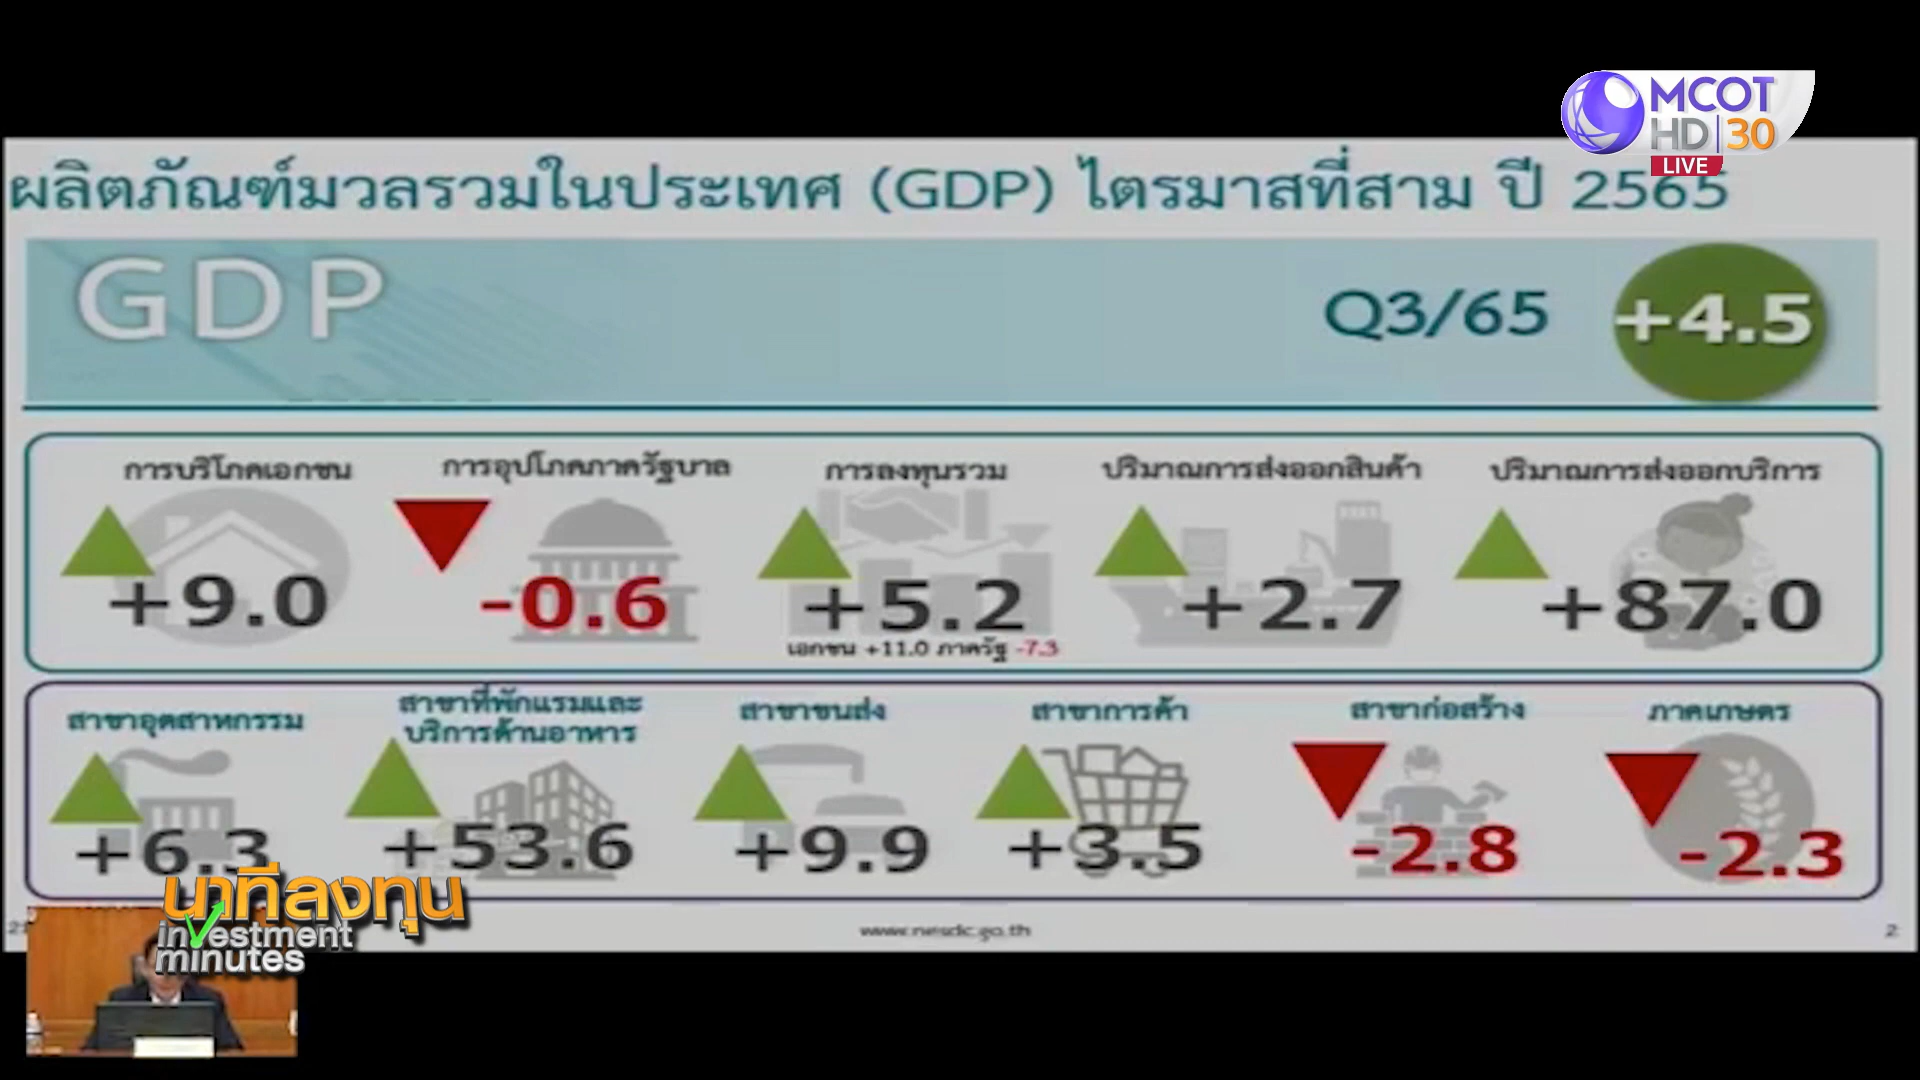 MCOT
HD 30
LIVE
ผลิตภัณฑ์มวลรวมในประเทศ (GDP) ไตรมาสที่สาม ปี 2565
GDP
Q3/65
+4.5
การบริโภคเอกชน
การอุปโภคภาครัฐบาล
การลงทุนรวม
ปริมาณการส่งออกสินค้า
ปริมาณการส่งออกบริการ
+9.0
-0.6
+5.2
+2.7
+87.0
เอกชน +11.0 ภาครัฐ -7.3
สาขาอุตสาหกรรม
สาขาที่พักแรมและ
บริการด้านอาหาร
สาขาขนส่ง
สาขาการค้า
สาขาก่อสร้าง
ภาคเกษตร
+6.3
+53.6
+9.9
+3.5
-2.8
-2.3
นาทีลงทุน
investment
minutes
www.nesdc.go.th
2